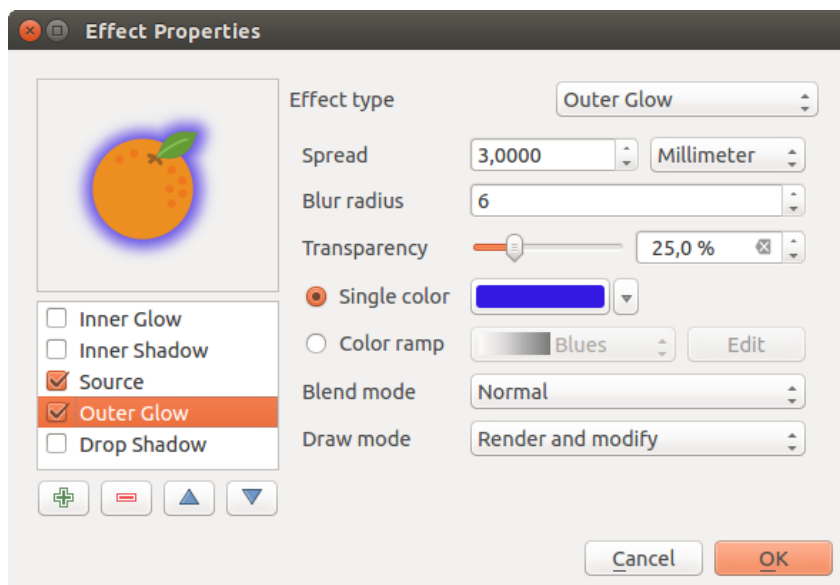 Effect Properties
Effect type
Outer Glow
Spread
3,0000
Millimeter
Blur radius
6
Transparency
25,0 %
Single color
Color ramp
Blues
Edit
Blend mode
Normal
Draw mode
Render and modify
Inner Glow
Inner Shadow
Source
Outer Glow
Drop Shadow
Cancel
OK